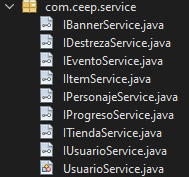 com.ceep.service
IBannerService.java
IDestrezaService.java
IEventoService.java
IItemService.java
IPersonajeService.java
IProgresoService.java
ITiendaService.java
IUsuarioService.java
UsuarioService.java